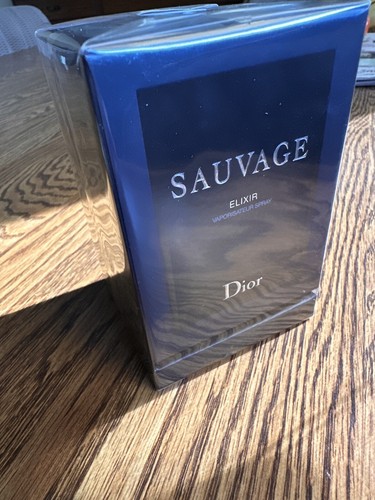 SAUVAGE
ELIXIR
VAPORISATEUR-SPRAY
Dior